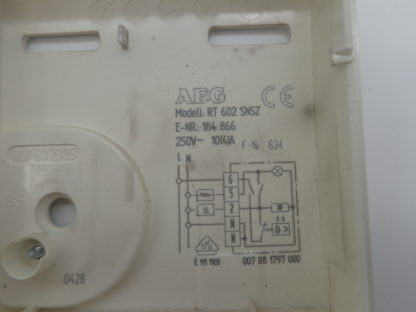 AEG CE
Modell: RT 602 SNSZ
E-NR: 184 866
250V~ 10(4)A
F-Nr. 634
L N
6
5
2
N
N
007 88 1797 000
0428